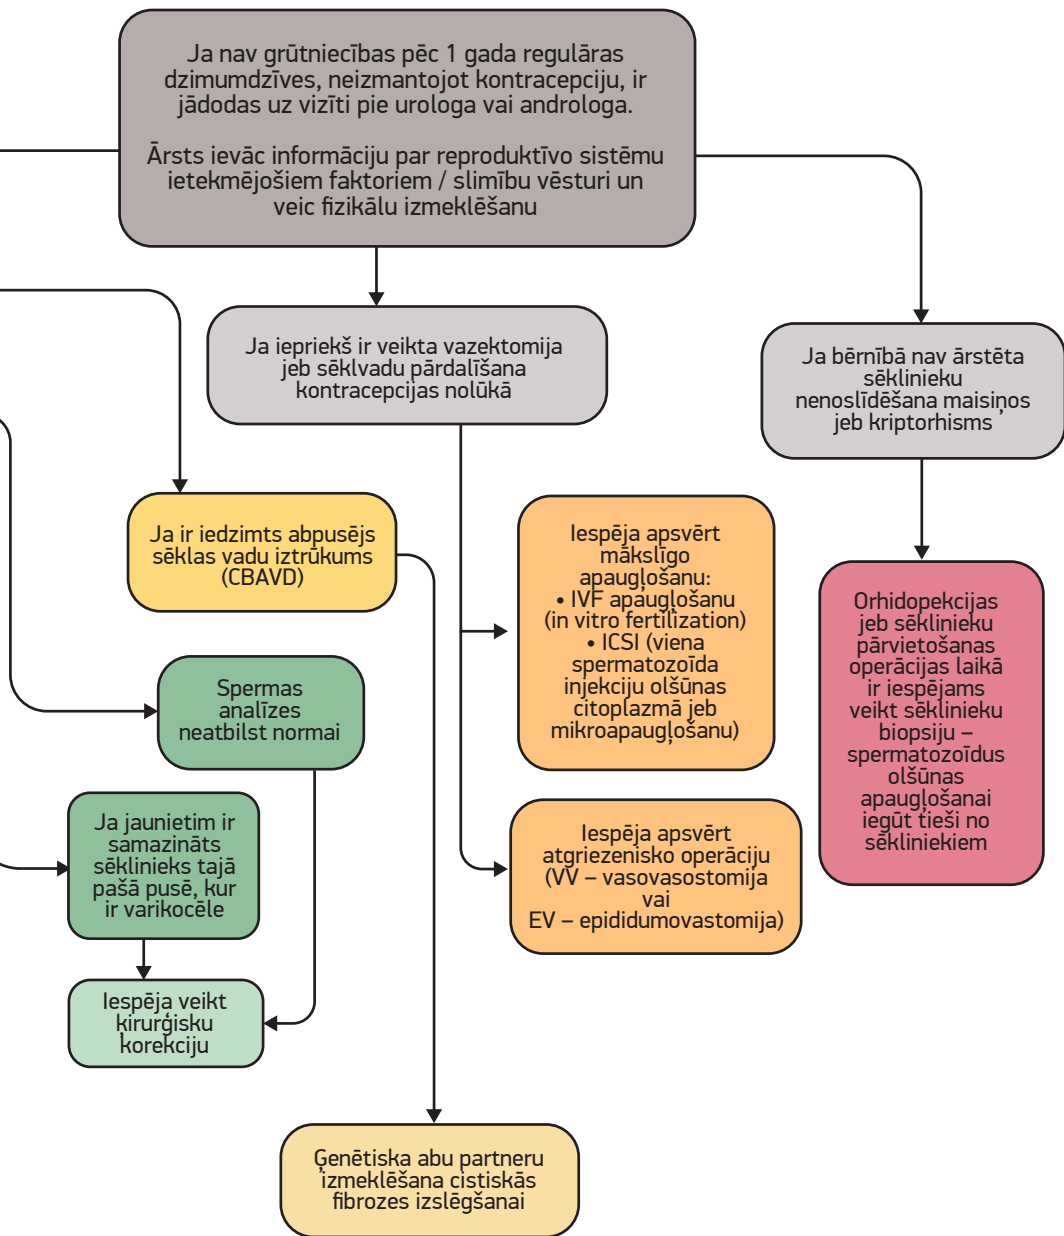 Ja nav grūtniecības pēc 1 gada regulāras
dzimumdzīves, neizmantojot kontracepciju, ir
jādodas uz vizīti pie urologa vai androloga.
Ārsts ievāc informāciju par reproduktīvo sistēmu
ietekmējošiem faktoriem / slimību vēsturi un
veic fizikālu izmeklēšanu
Ja iepriekš ir veikta vazektomija
jeb sēklvadu pārdalīšana
kontracepcijas nolūkā
Ja bērnībā nav ārstēta
sēklinieku
nenoslīdēšana maisiņos
jeb kriptorhisms
Ja ir iedzimts abpusējs
sēklas vadu iztrūkums
(CBAVD)
Iespēja apsvērt
mākslīgo
apaugļošanu:
• IVF apaugļošanu
(in vitro fertilization)
• ICSI (viena
spermatozoīda
injekciju olšūnas
citoplazmā jeb
mikroapaugļošanu)
Orhidopekcijas
jeb sēklinieku
pārvietošanas
operācijas laikā
ir iespējams
veikt sēklinieku
biopsiju –
spermatozoīdus
olšūnas
apaugļošanai
iegūt tieši no
sēkliniekiem
Spermas
analīzes
neatbilst normai
Ja jaunietim ir
samazināts
sēklinieks tajā
pašā pusē, kur
ir varikocēle
Iespēja apsvērt
atgriezenisko operāciju
(VV – vasovasostomija
vai
EV – epididumovastomija)
Iespēja veikt
ķirurģisku
korekciju
Ģenētiska abu partneru
izmeklēšana cistiskās
fibrozes izslēgšanai